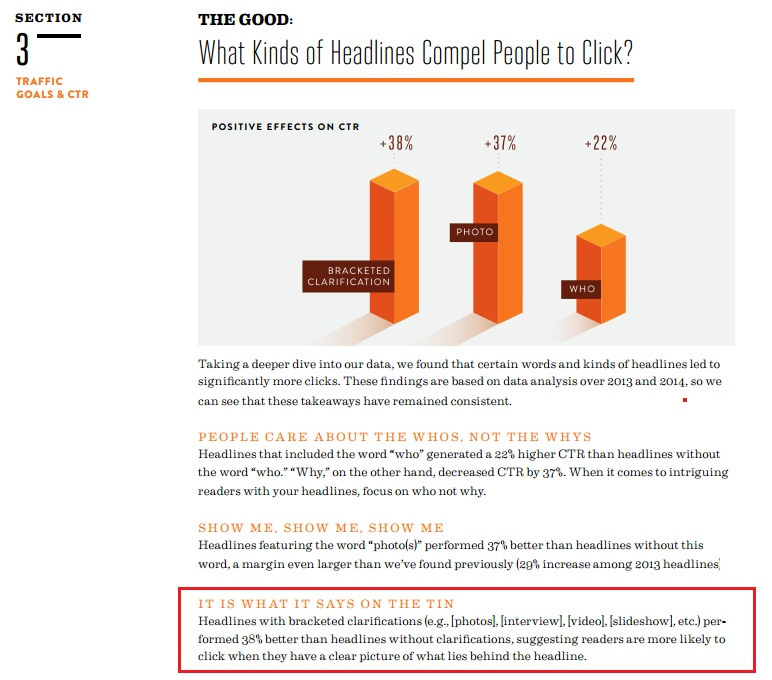 SECTION
3
TRAFFIC
GOALS & CTR
THE GOOD:
What Kinds of Headlines Compel People to Click?
POSITIVE EFFECTS ON CTR
+38%
+37%
+22%
PHOTO
BRACKETED
CLARIFICATION
WHO
Taking a deeper dive into our data, we found that certain words and kinds of headlines led to
significantly more clicks. These findings are based on data analysis over 2013 and 2014, so we
can see that these takeaways have remained consistent.
PEOPLE CARE ABOUT THE WHOS, NOT THE WHYS
Headlines that included the word “who” generated a 22% higher CTR than headlines without
the word “who.” “Why,” on the other hand, decreased CTR by 37%. When it comes to intriguing
readers with your headlines, focus on who not why.
SHOW ME, SHOW ME, SHOW ME
Headlines featuring the word “photo(s)” performed 37% better than headlines without this
word, a margin even larger than we’ve found previously (29% increase among 2013 headlines)
IT IS WHAT IT SAYS ON THE TIN
Headlines with bracketed clarifications (e.g., [photos], [interview], [video], [slideshow], etc.) per-
formed 38% better than headlines without clarifications, suggesting readers are more likely to
click when they have a clear picture of what lies behind the headline.